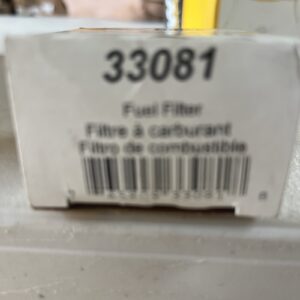 33081
Fuel Filter
Filtre à carburant
Filtro de combustible